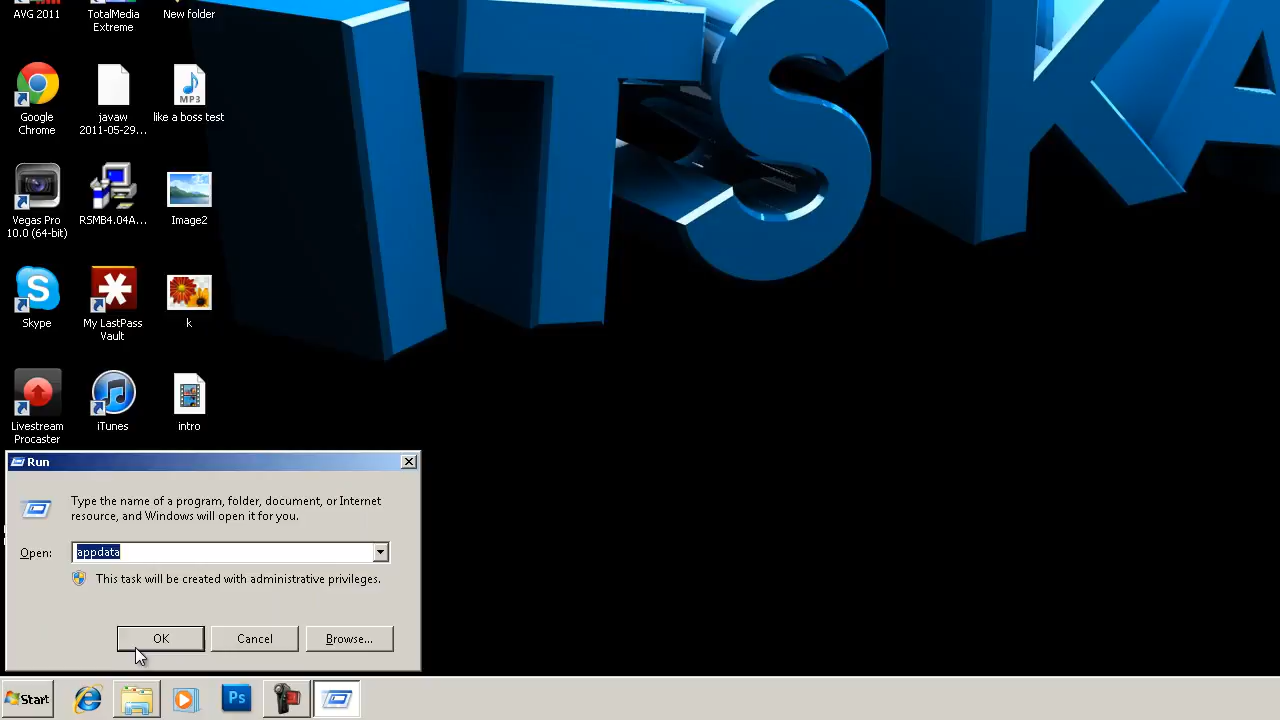 AVG 2011
TotalMedia
Extreme
New folder
Google
Chrome
javaw
2011-05-29...
MP3
like a boss test
Vegas Pro
10.0 (64-bit)
RSMB4.04A...
Image2
Skype
My LastPass
Vault
k
Livestream
Procaster
iTunes
intro
ITS KA
Run
Type the name of a program, folder, document, or Internet
resource, and Windows will open it for you.
Open: appdata
This task will be created with administrative privileges.
OK Cancel Browse...
Start
Ps